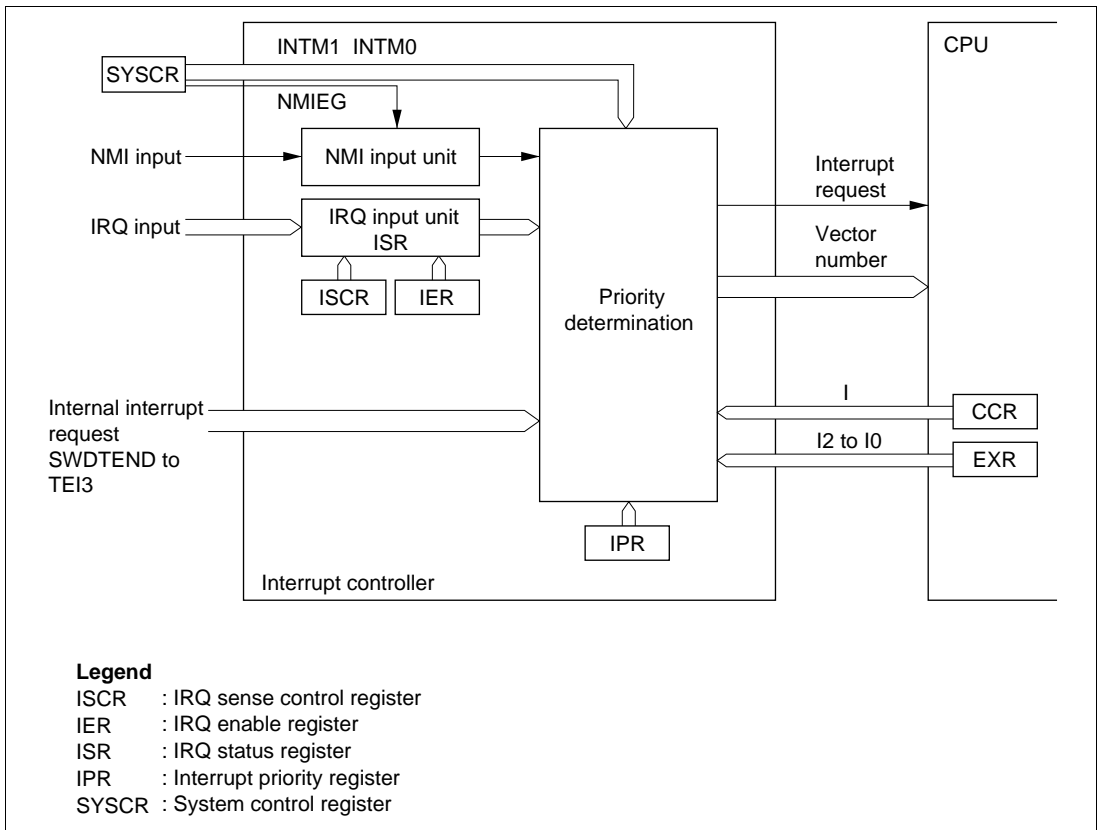 INTM1 INTM0
CPU
SYSCR
NMIEG
NMI input
NMI input unit
Interrupt
request
IRQ input
IRQ input unit
ISR
Vector
number
ISCR
IER
Priority
determination
Internal interrupt
request
SWDTEND to
TEI3
I
CCR
I2 to I0
EXR
IPR
Interrupt controller
Legend
ISCR : IRQ sense control register
IER : IRQ enable register
ISR : IRQ status register
IPR : Interrupt priority register
SYSCR : System control register